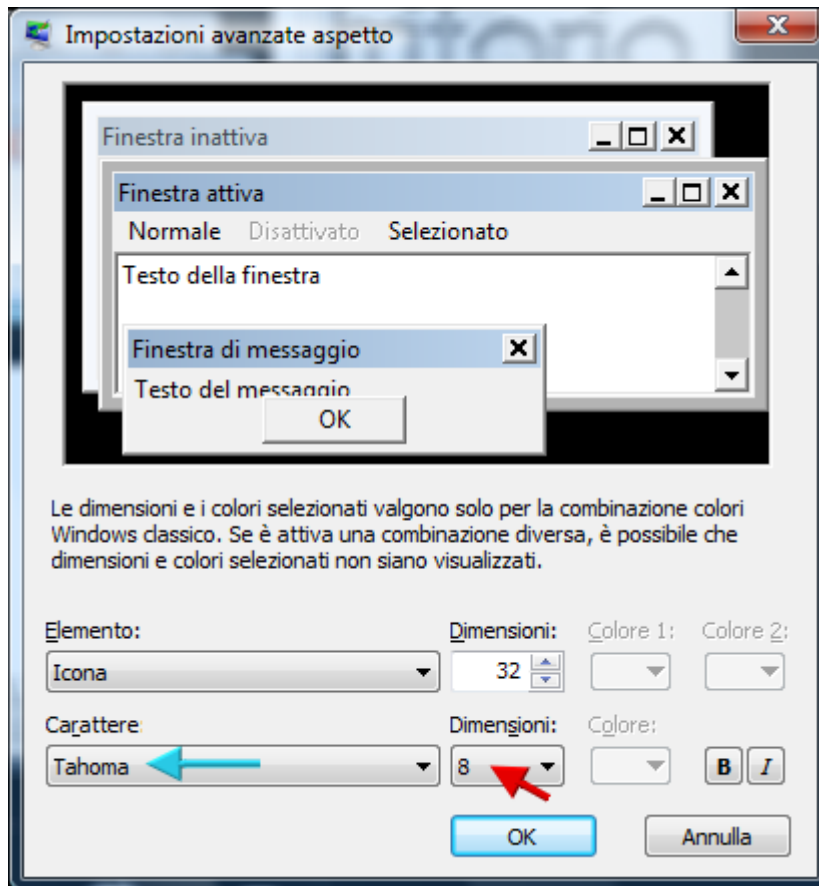 Impostazioni avanzate aspetto
Finestra inattiva
Finestra attiva
Normale Disattivato Selezionato
Testo della finestra
Finestra di messaggio
Testo del messaggio
OK
Le dimensioni e i colori selezionati valgono solo per la combinazione colori
Windows classico. Se è attiva una combinazione diversa, è possibile che
dimensioni e colori selezionati non siano visualizzati.
Elemento: Dimensioni: Colore 1: Colore 2:
Icona 32
Carattere: Dimensioni: Colore:
Tahoma 8 B I
OK Annulla